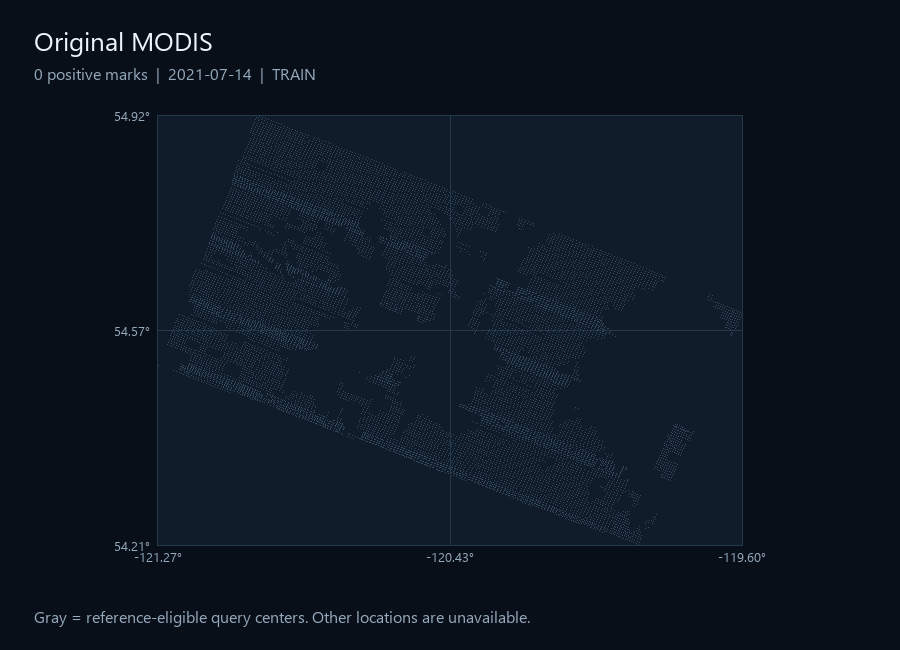 Original MODIS
0 positive marks | 2021-07-14 | TRAIN
54.92°
54.57°
54.21°
-121.27°
-120.43°
-119.60°
Gray = reference-eligible query centers. Other locations are unavailable.